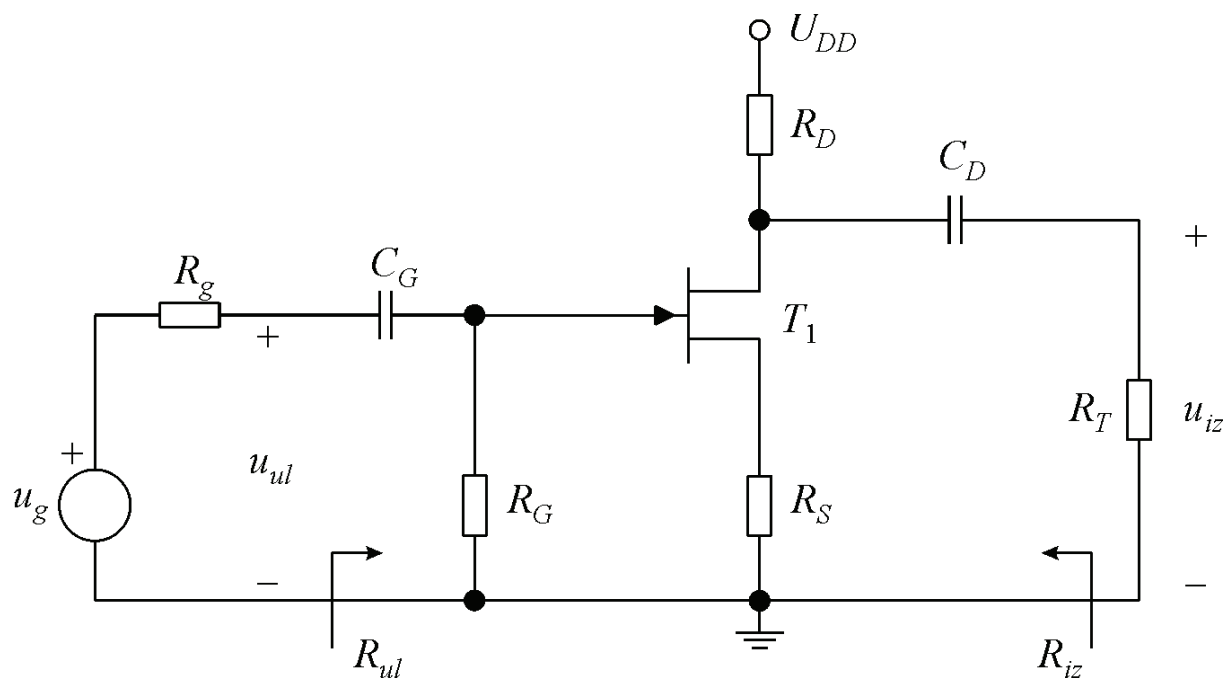 U_DD
R_D
C_D
+
R_g
C_G
+
T_1
R_T
u_iz
+
u_g
u_ul
R_G
R_S
−
−
R_ul
R_iz